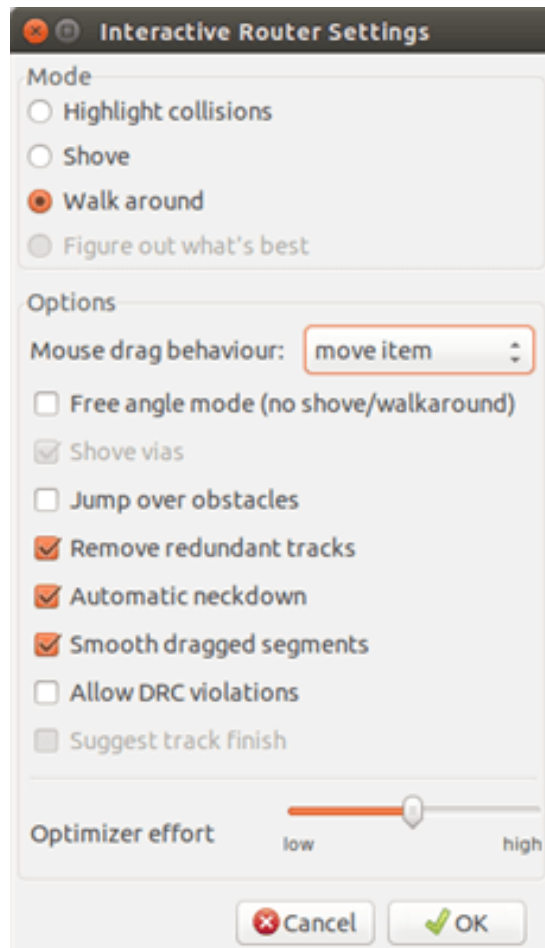 Interactive Router Settings
Mode
Highlight collisions
Shove
Walk around
Figure out what's best
Options
Mouse drag behaviour: move item
Free angle mode (no shove/walkaround)
Shove vias
Jump over obstacles
Remove redundant tracks
Automatic neckdown
Smooth dragged segments
Allow DRC violations
Suggest track finish
Optimizer effort
low high
Cancel OK